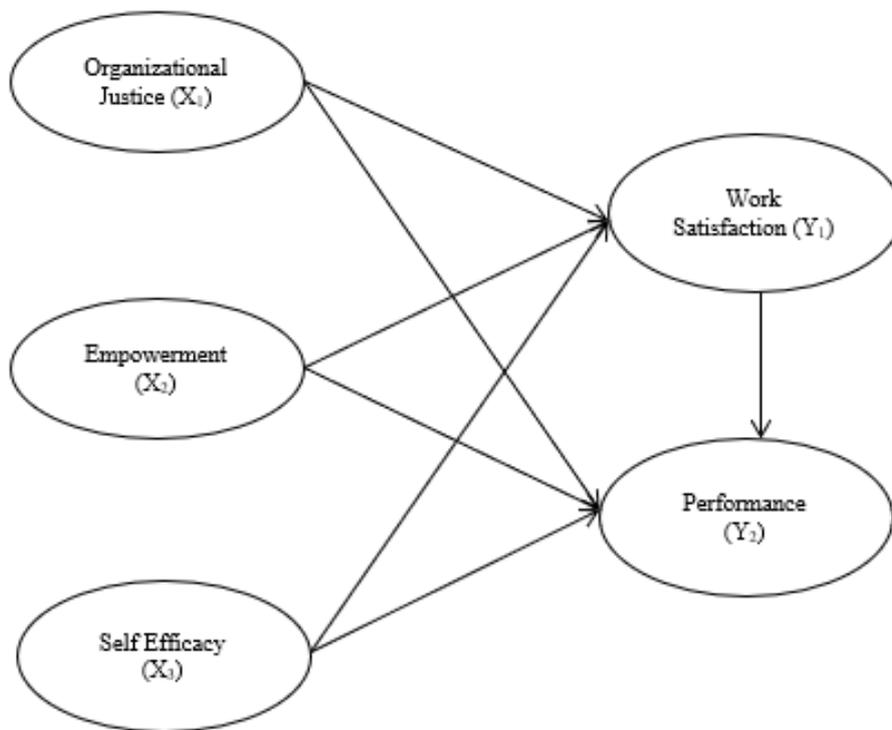 Organizational
Justice (X₁)
Work
Satisfaction (Y₁)
Empowerment
(X₂)
Performance
(Y₂)
Self Efficacy
(X₃)